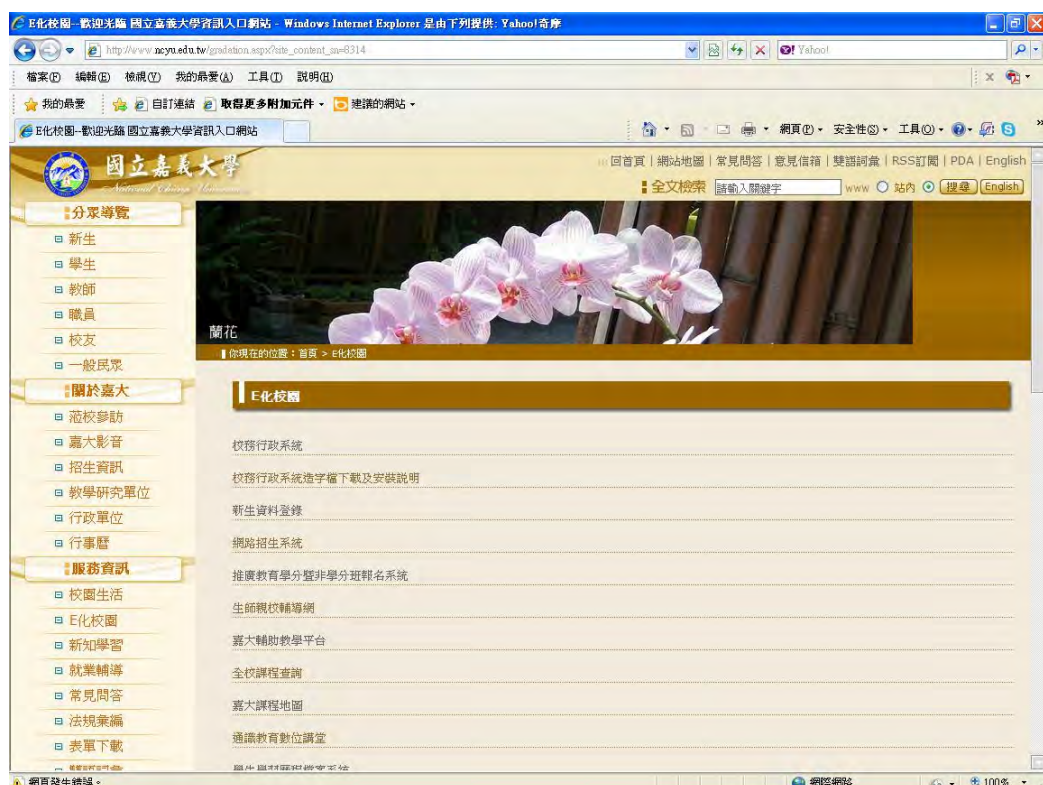 E化校園--歡迎光臨 國立嘉義大學資訊入口網站 - Windows Internet Explorer 是由下列提供: Yahoo!奇摩
http://www.ncyu.edu.tw/gradation.aspx?site_content_sn=8314
Yahoo!
檔案(F) 編輯(E) 檢視(V) 我的最愛(A) 工具(T) 說明(H)
我的最愛 自訂連結 取得更多附加元件 建議的網站
E化校園--歡迎光臨 國立嘉義大學資訊入口網站
網頁(P) 安全性(S) 工具(O)
國立嘉義大學
National Chiayi University
回首頁 | 網站地圖 | 常見問答 | 意見信箱 | 雙語詞彙 | RSS訂閱 | PDA | English
全文檢索 請輸入關鍵字 www 站內 搜尋 English
分眾導覽
新生
學生
教師
職員
校友
一般民眾
關於嘉大
蒞校參訪
嘉大影音
招生資訊
教學研究單位
行政單位
行事曆
服務資訊
校園生活
E化校園
新知學習
就業輔導
常見問答
法規彙編
表單下載
蘭花
你現在的位置：首頁 > E化校園
E化校園
校務行政系統
校務行政系統造字檔下載及安裝說明
新生資料登錄
網路招生系統
推廣教育學分暨非學分班報名系統
生師親校輔導網
嘉大輔助教學平台
全校課程查詢
嘉大課程地圖
通識教育數位講堂
學生學習歷程檔案系統
網頁發生錯誤。
網際網路
100%